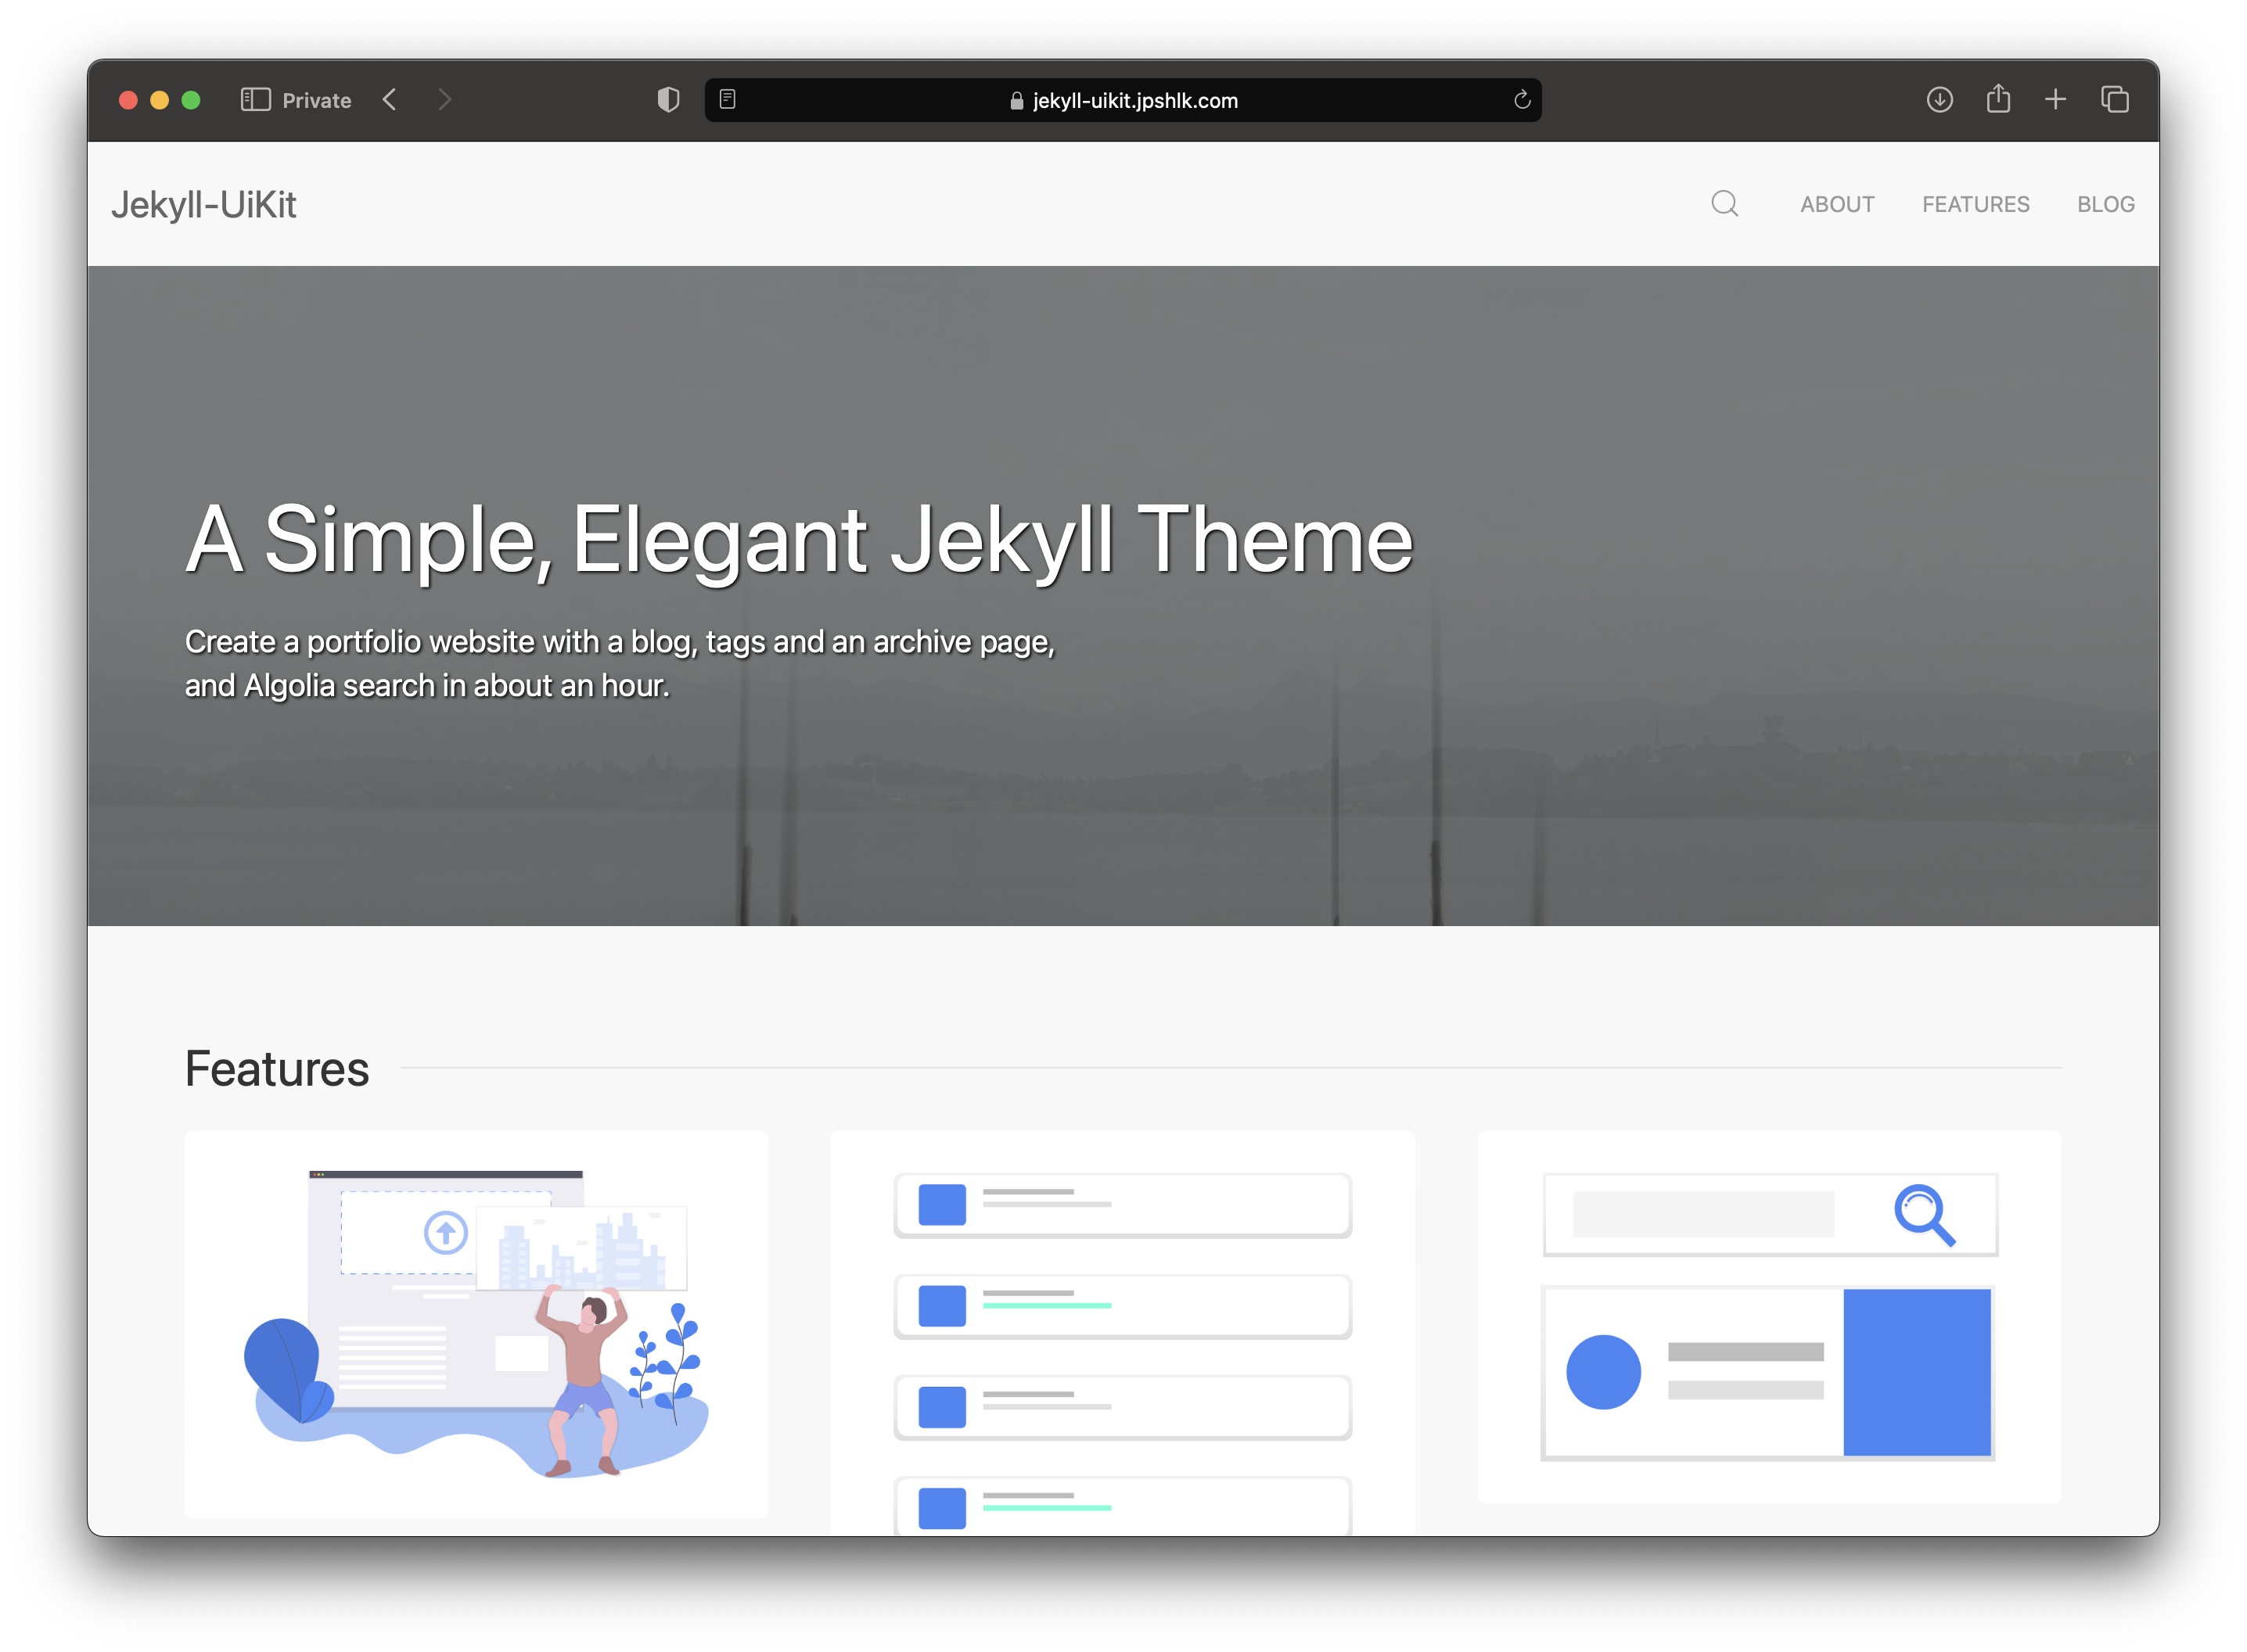 Private
jekyll-uikit.jpshlk.com
Jekyll-UiKit
ABOUT
FEATURES
BLOG
A Simple, Elegant Jekyll Theme
Create a portfolio website with a blog, tags and an archive page,
and Algolia search in about an hour.
Features